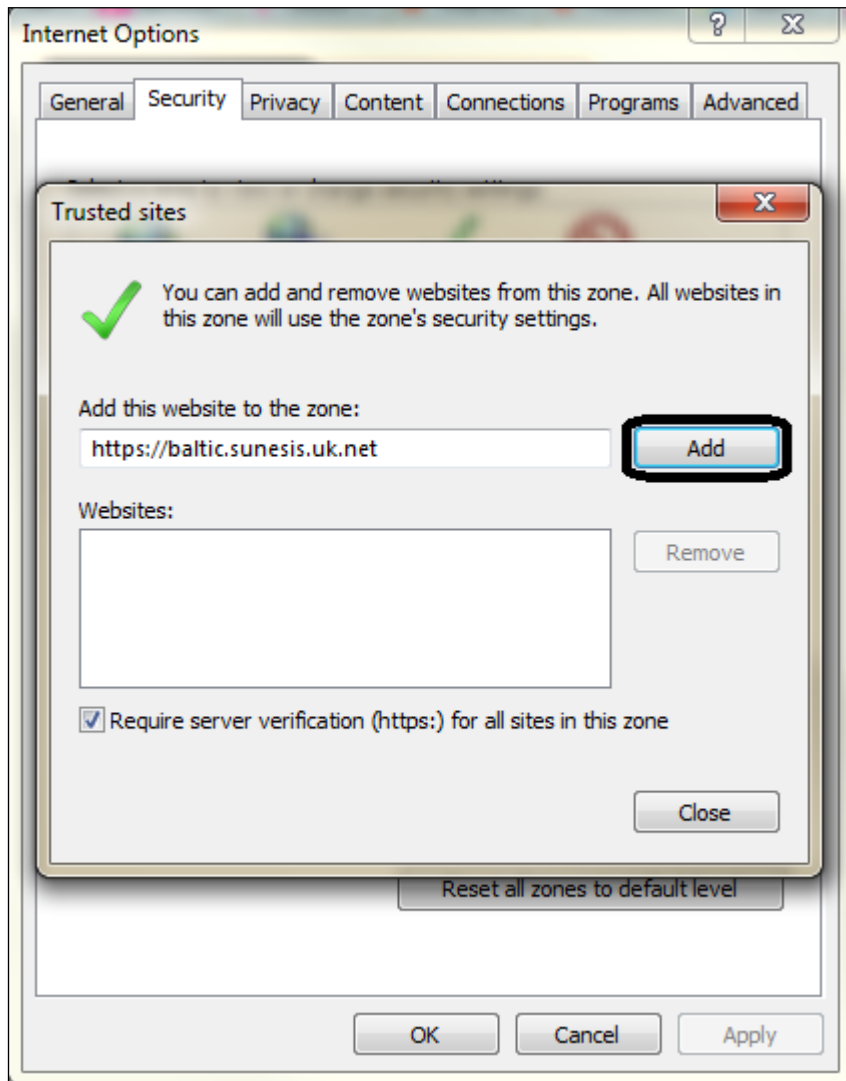 Internet Options
General Security Privacy Content Connections Programs Advanced
Trusted sites
You can add and remove websites from this zone. All websites in
this zone will use the zone's security settings.
Add this website to the zone:
https://baltic.sunesis.uk.net Add
Websites:
Remove
Require server verification (https:) for all sites in this zone
Close
Reset all zones to default level
OK Cancel Apply